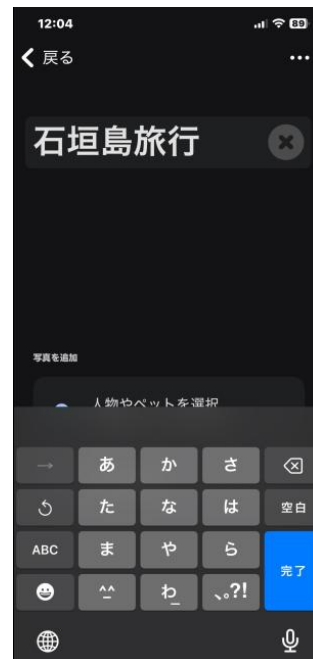 12:04
89
戻る
石垣島旅行
写真を追加
人物やペットを選択
→ あ か さ
た な は 空白
ABC ま や ら
^^ わ_ 、。?! 完了